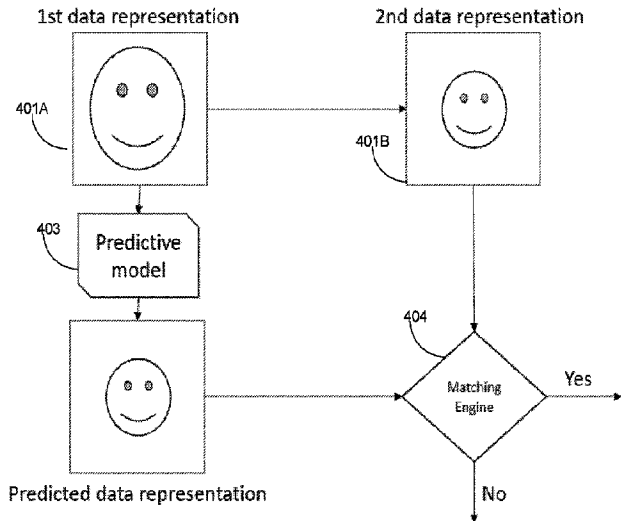 1st data representation
2nd data representation
401A
401B
403
Predictive
model
404
Matching
Engine
Yes
Predicted data representation
No